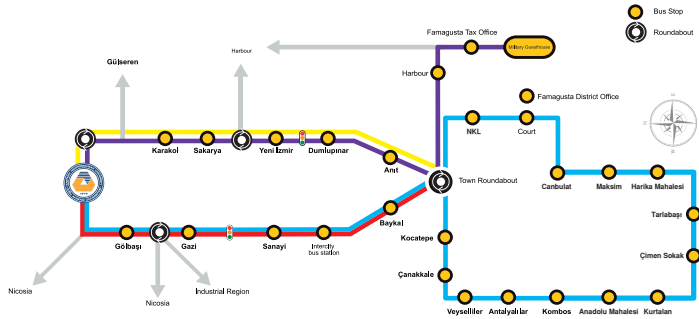 Bus Stop
Famagusta Tax Office
Military Guesthouse
Roundabout
Harbour
Gülseren
Harbour
Famagusta District Office
NKL
Court
Karakol
Sakarya
Yeni İzmir
Dumlupınar
Anıt
Town Roundabout
Canbulat
Maksim
Harika Mahalesi
Tarlabaşı
Baykal
Kocatepe
Gölbaşı
Gazi
Sanayi
Intercity
bus station
Çimen Sokak
Çanakkale
Nicosia
Nicosia
Industrial Region
Veyselliler
Antalyalılar
Kombos
Anadolu Mahalesi
Kurtalan